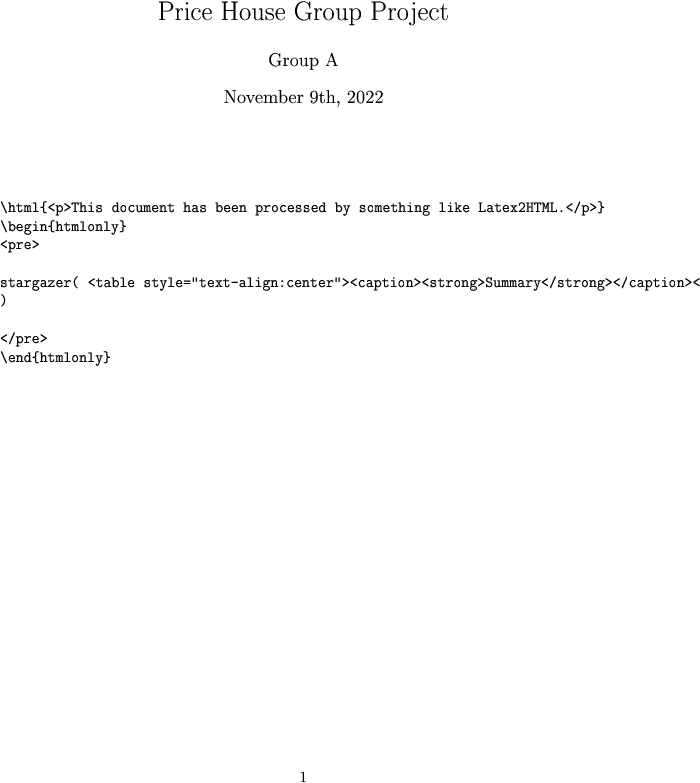 Price House Group Project
Group A
November 9th, 2022
\html{<p>This document has been processed by something like Latex2HTML.</p>}
\begin{htmlonly}
<pre>
stargazer( <table style="text-align:center"><caption><strong>Summary</strong></caption><
)
</pre>
\end{htmlonly}
1